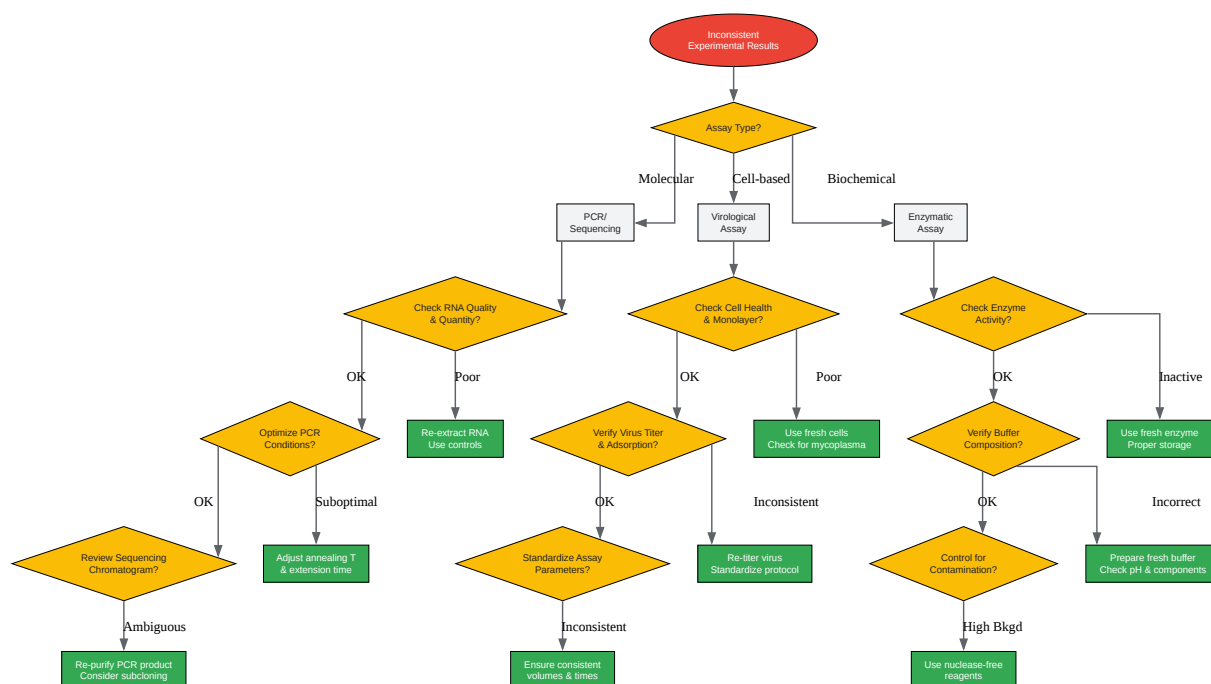 Inconsistent
Experimental Results
Assay Type?
Molecular
Cell-based
Biochemical
PCR/
Sequencing
Virological
Assay
Enzymatic
Assay
Check RNA Quality
& Quantity?
Check Cell Health
& Monolayer?
Check Enzyme
Activity?
OK
Poor
OK
Poor
OK
Inactive
Optimize PCR
Conditions?
Re-extract RNA
Use controls
Verify Virus Titer
& Adsorption?
Use fresh cells
Check for mycoplasma
Verify Buffer
Composition?
Use fresh enzyme
Proper storage
OK
Suboptimal
OK
Inconsistent
OK
Incorrect
Review Sequencing
Chromatogram?
Adjust annealing T
& extension time
Standardize Assay
Parameters?
Re-titer virus
Standardize protocol
Control for
Contamination?
Prepare fresh buffer
Check pH & components
Ambiguous
Inconsistent
High Bkgd
Re-purify PCR product
Consider subcloning
Ensure consistent
volumes & times
Use nuclease-free
reagents